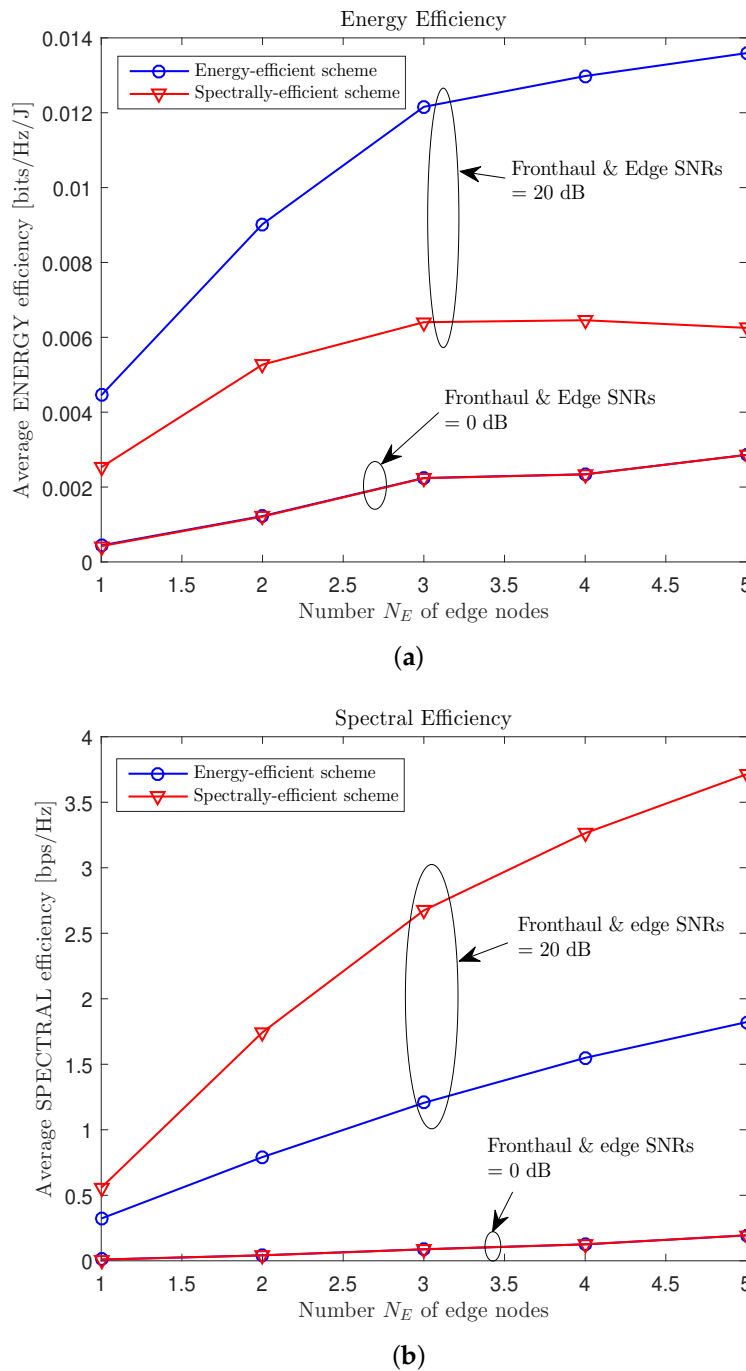 Energy Efficiency
0.014
0.012
0.01
0.008
0.006
0.004
0.002
0
Average ENERGY efficiency [bits/Hz/J]
Energy-efficient scheme
Spectrally-efficient scheme
Fronthaul & Edge SNRs
= 20 dB
Fronthaul & Edge SNRs
= 0 dB
1 1.5 2 2.5 3 3.5 4 4.5 5
Number N_E of edge nodes
(a)
Spectral Efficiency
4
3.5
3
2.5
2
1.5
1
0.5
0
Average SPECTRAL efficiency [bps/Hz]
Energy-efficient scheme
Spectrally-efficient scheme
Fronthaul & edge SNRs
= 20 dB
Fronthaul & edge SNRs
= 0 dB
1 1.5 2 2.5 3 3.5 4 4.5 5
Number N_E of edge nodes
(b)